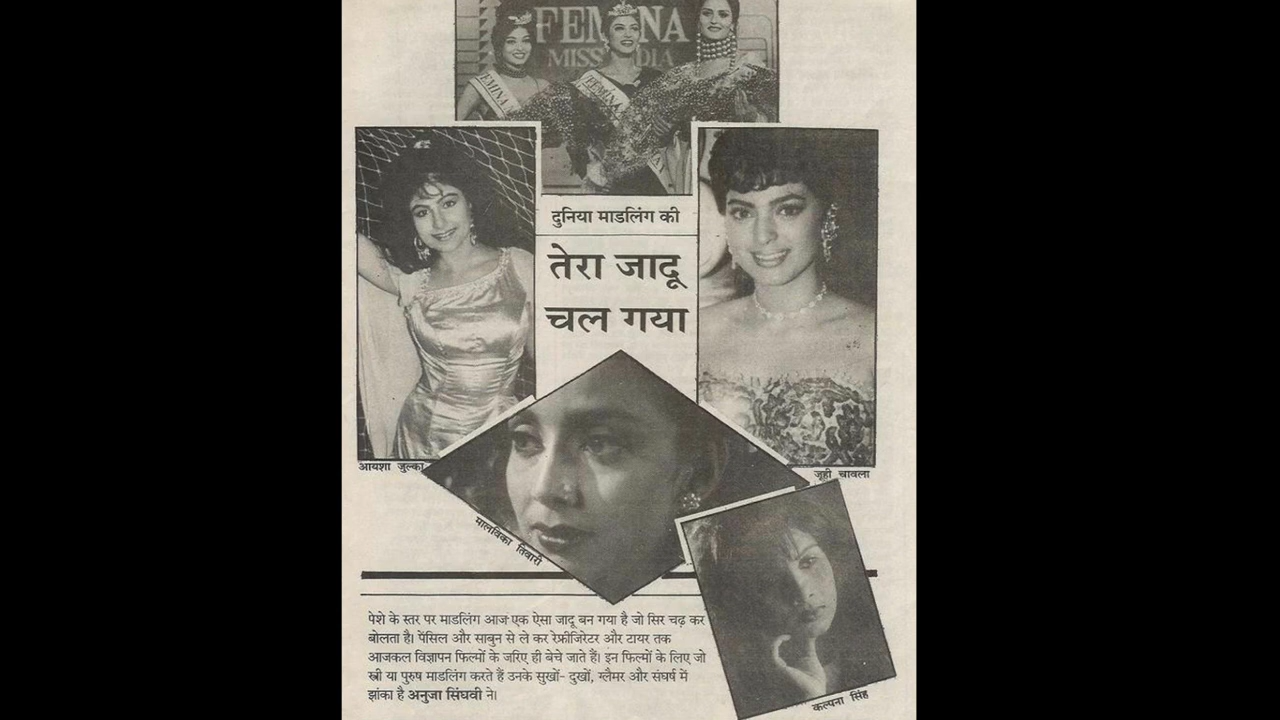 FEMINA
MISS INDIA
EMINA
FEMINA
दुनिया माडलिंग की
तेरा जादू
चल गया
आयशा जुल्का
जूही चावला
मालविका तिवारी
कल्पना सिंह
पेशे के स्तर पर माडलिंग आज एक ऐसा जादू बन गया है जो सिर चढ़ कर
बोलता है। पेंसिल और साबुन से ले कर रेफ्रीजिरेटर और टायर तक
आजकल विज्ञापन फिल्मों के जरिए ही बेचे जाते हैं। इन फिल्मों के लिए जो
स्त्री या पुरुष माडलिंग करते हैं उनके सुखों- दुखों, ग्लैमर और संघर्ष में
झांका है अनुजा सिंघवी ने।